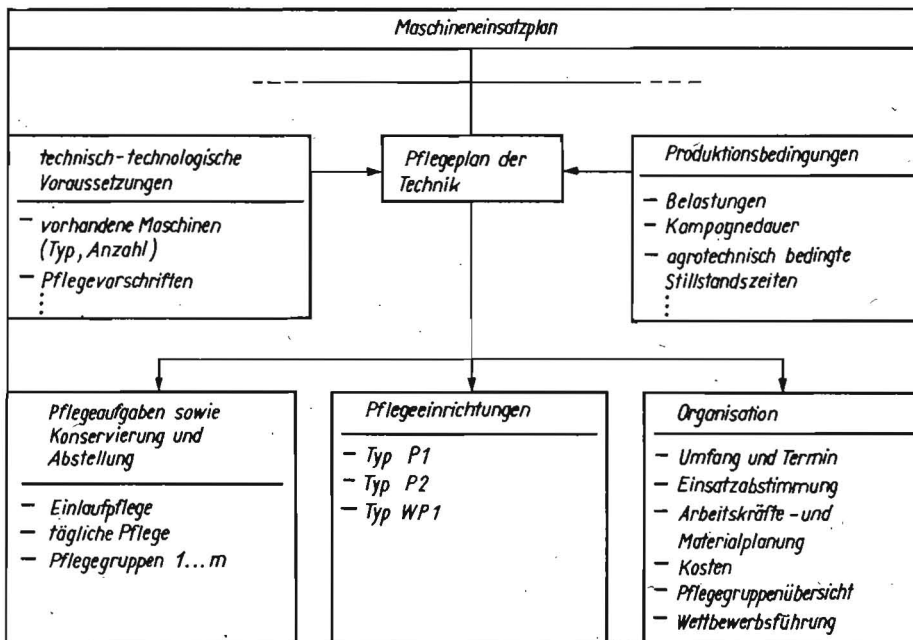 Maschineneinsatzplan
technisch-technologische
Voraussetzungen
– vorhandene Maschinen
(Typ, Anzahl)
– Pflegevorschriften
Pflegeplan der
Technik
Produktionsbedingungen
– Belastungen
– Kampagnedauer
– agrotechnisch bedingte
Stillstandszeiten
Pflegeaufgaben sowie
Konservierung und
Abstellung
– Einlaufpflege
– tägliche Pflege
– Pflegegruppen 1...m
Pflegeeinrichtungen
– Typ P1
– Typ P2
– Typ WP1
Organisation
– Umfang und Termin
– Einsatzabstimmung
– Arbeitskräfte- und
Materialplanung
– Kosten
– Pflegegruppenübersicht
– Wettbewerbsführung